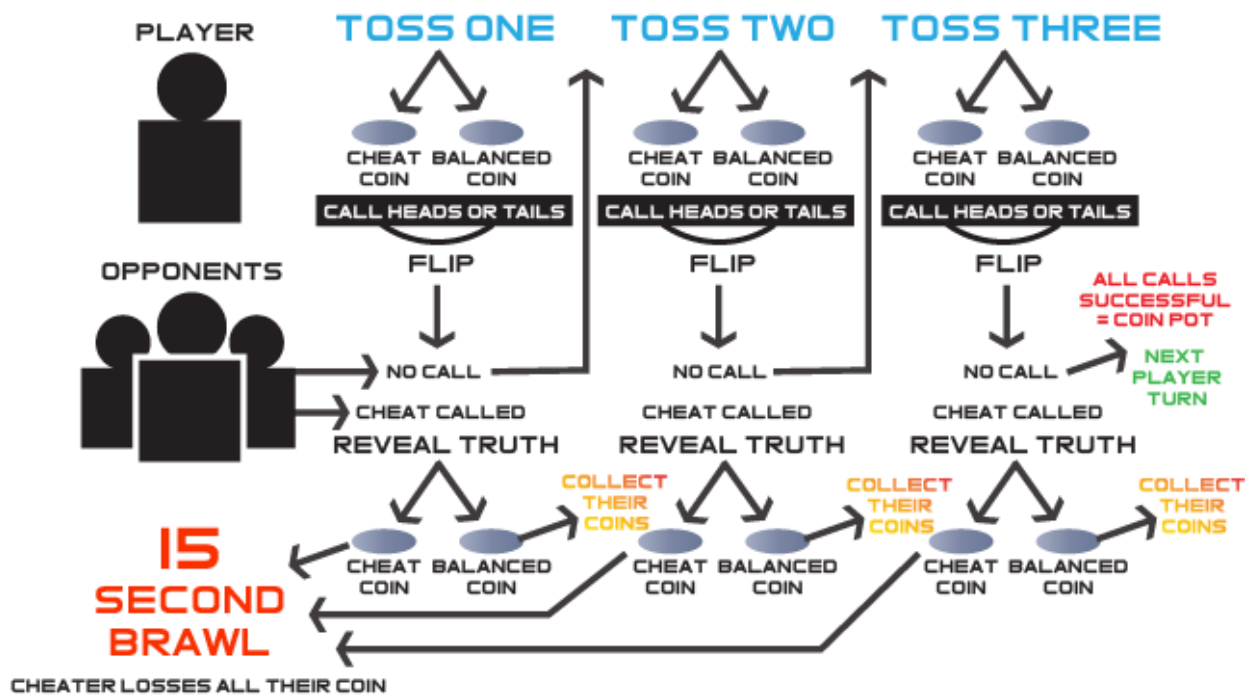 PLAYER
TOSS ONE
TOSS TWO
TOSS THREE
CHEAT COIN
BALANCED COIN
CHEAT COIN
BALANCED COIN
CHEAT COIN
BALANCED COIN
CALL HEADS OR TAILS
CALL HEADS OR TAILS
CALL HEADS OR TAILS
OPPONENTS
FLIP
FLIP
FLIP
ALL CALLS
SUCCESSFUL
= COIN POT
NO CALL
NO CALL
NO CALL
NEXT
PLAYER
TURN
CHEAT CALLED
CHEAT CALLED
CHEAT CALLED
REVEAL TRUTH
REVEAL TRUTH
REVEAL TRUTH
COLLECT
THEIR
COINS
COLLECT
THEIR
COINS
COLLECT
THEIR
COINS
CHEAT COIN
BALANCED COIN
CHEAT COIN
BALANCED COIN
CHEAT COIN
BALANCED COIN
15
SECOND
BRAWL
CHEATER LOSSES ALL THEIR COIN